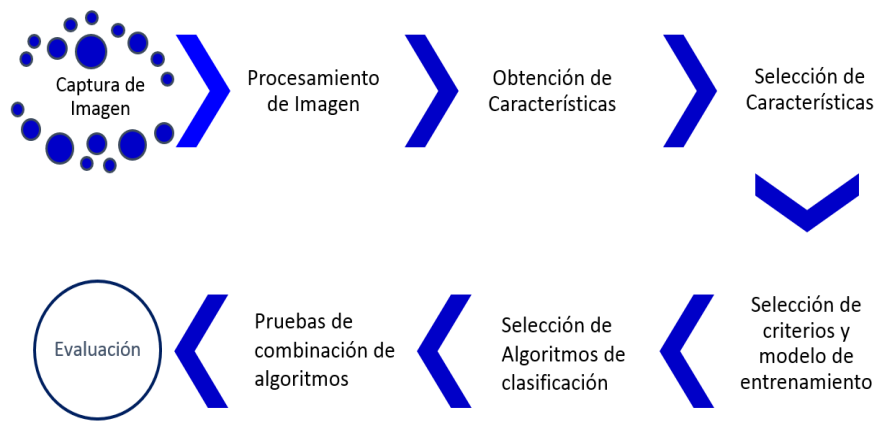 Captura de
Imagen
Procesamiento
de Imagen
Obtención de
Características
Selección de
Características
Selección de
criterios y
modelo de
entrenamiento
Selección de
Algoritmos de
clasificación
Pruebas de
combinación de
algoritmos
Evaluación